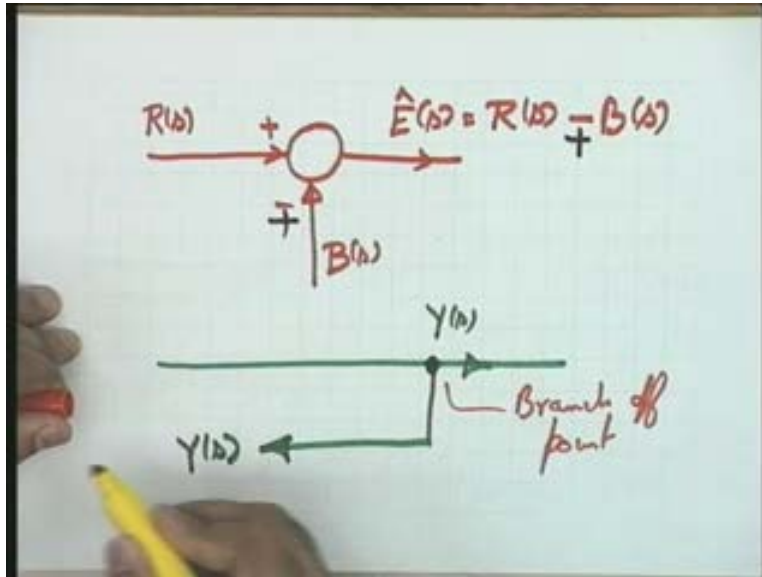 R(s) + Ê(s) = R(s) - B(s)
+
- +
B(s)
Y(s)
Branch off
point
Y(s)